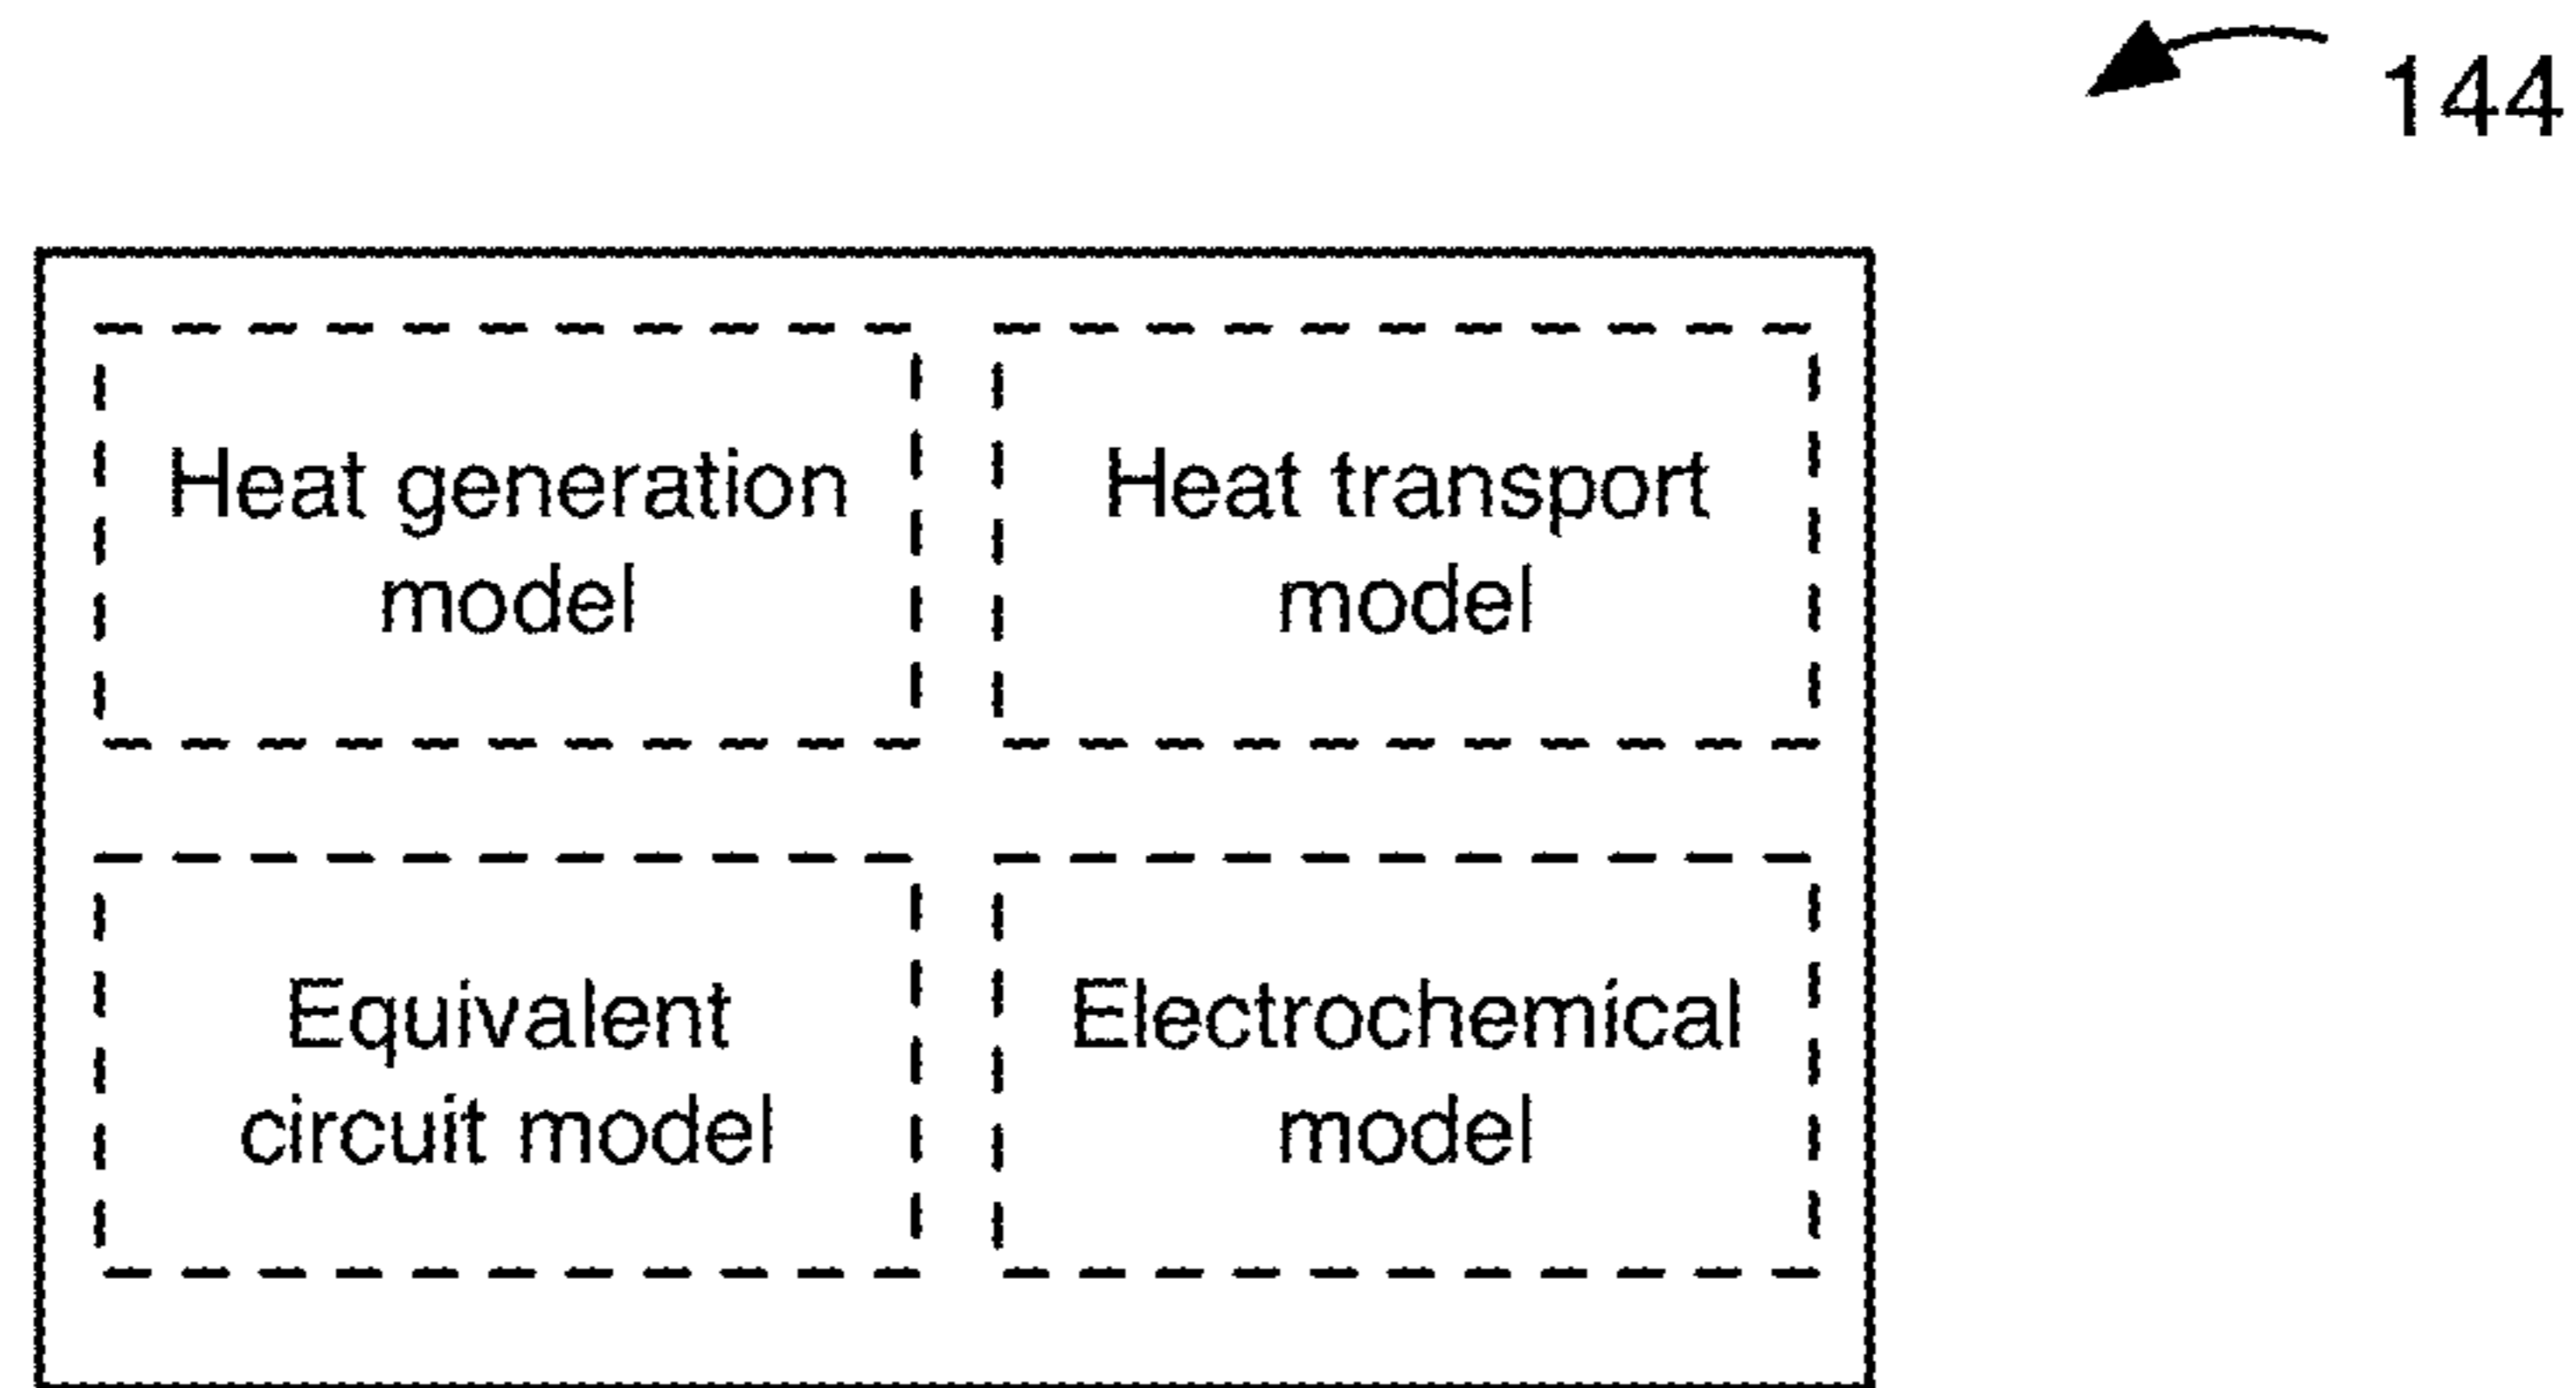 144
Heat generation
model
Heat transport
model
Equivalent
circuit model
Electrochemical
model